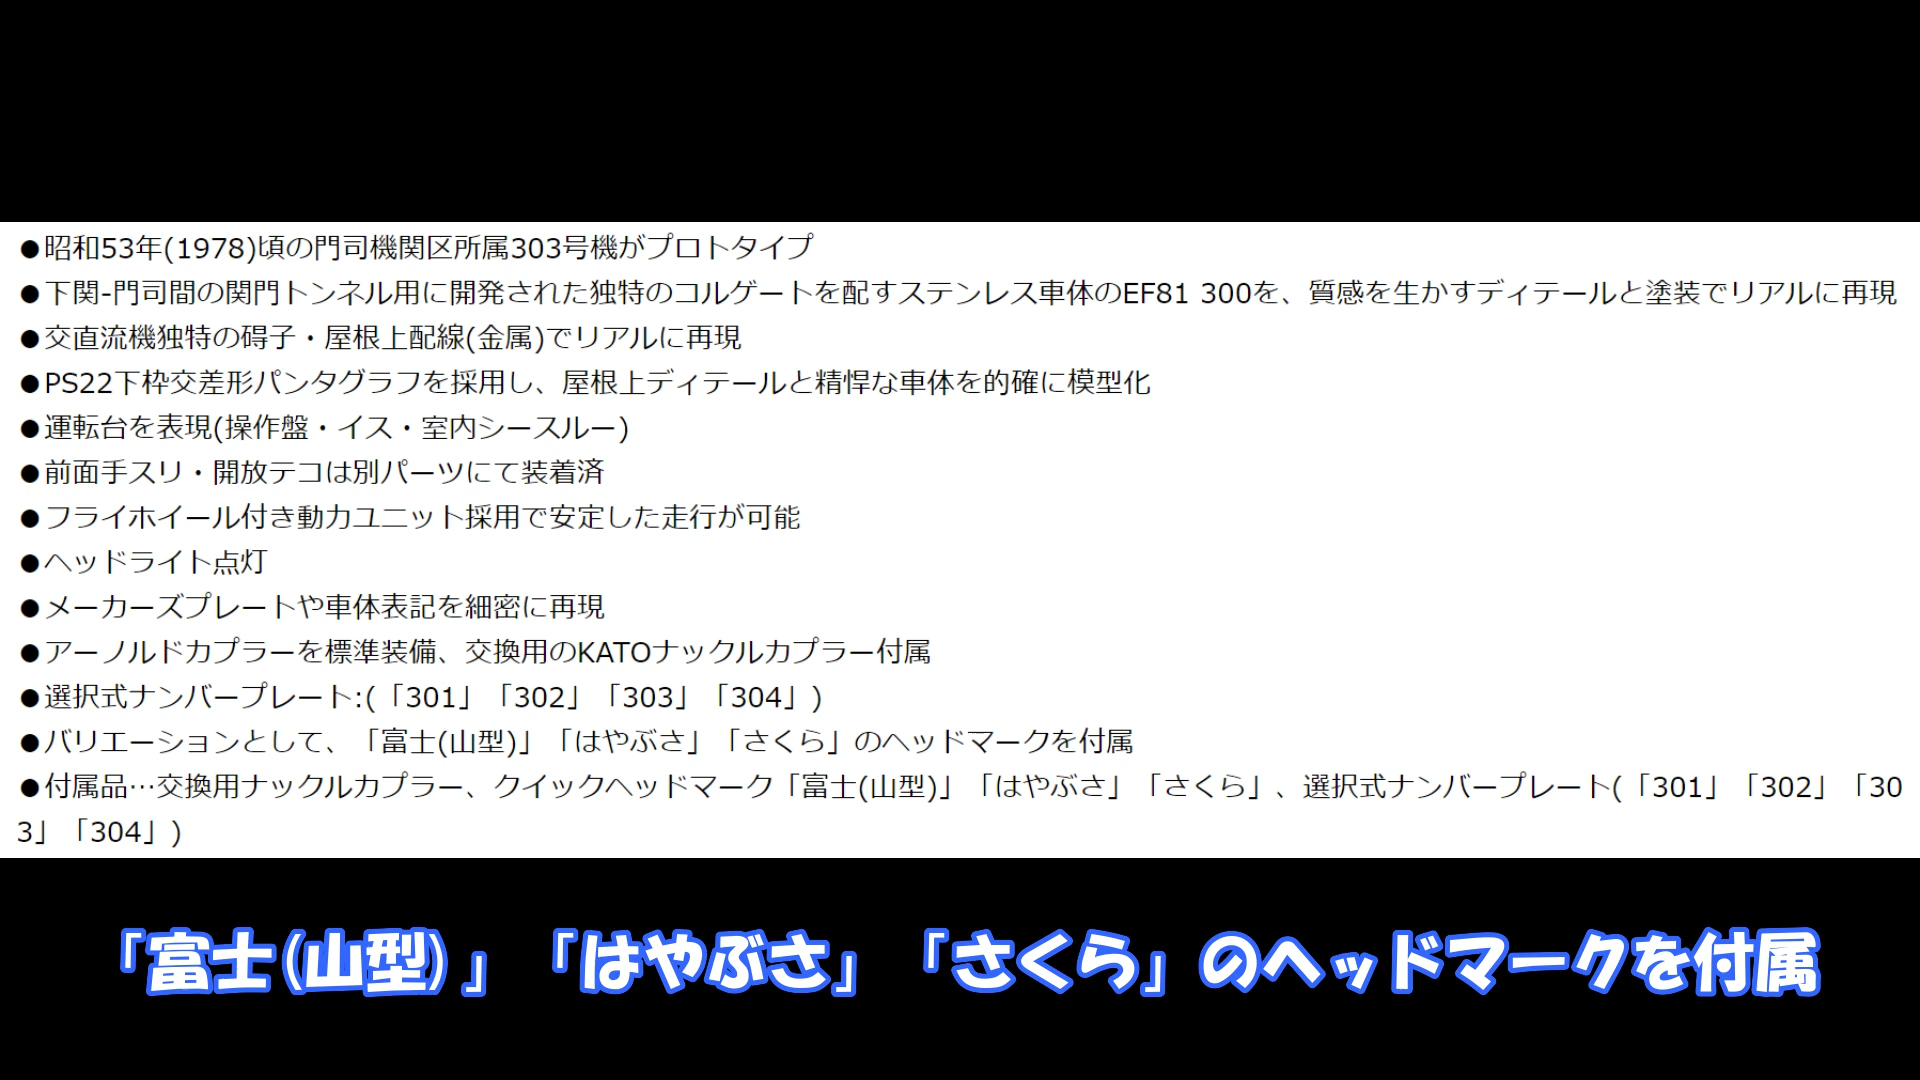 ●昭和53年(1978)頃の門司機関区所属303号機がプロトタイプ
●下関-門司間の関門トンネル用に開発された独特のコルゲートを配すステンレス車体のEF81 300を、質感を生かすディテールと塗装でリアルに再現
●交直流機独特の碍子・屋根上配線(金属)でリアルに再現
●PS22下枠交差形パンタグラフを採用し、屋根上ディテールと精悍な車体を的確に模型化
●運転台を表現(操作盤・イス・室内シースルー)
●前面手スリ・開放テコは別パーツにて装着済
●フライホイール付き動力ユニット採用で安定した走行が可能
●ヘッドライト点灯
●メーカーズプレートや車体表記を細密に再現
●アーノルドカプラーを標準装備、交換用のKATOナックルカプラー付属
●選択式ナンバープレート:(「301」「302」「303」「304」)
●バリエーションとして、「富士(山型)」「はやぶさ」「さくら」のヘッドマークを付属
●付属品…交換用ナックルカプラー、クイックヘッドマーク「富士(山型)」「はやぶさ」「さくら」、選択式ナンバープレート(「301」「302」「30
3」「304」)
「富士(山型)」「はやぶさ」「さくら」のヘッドマークを付属